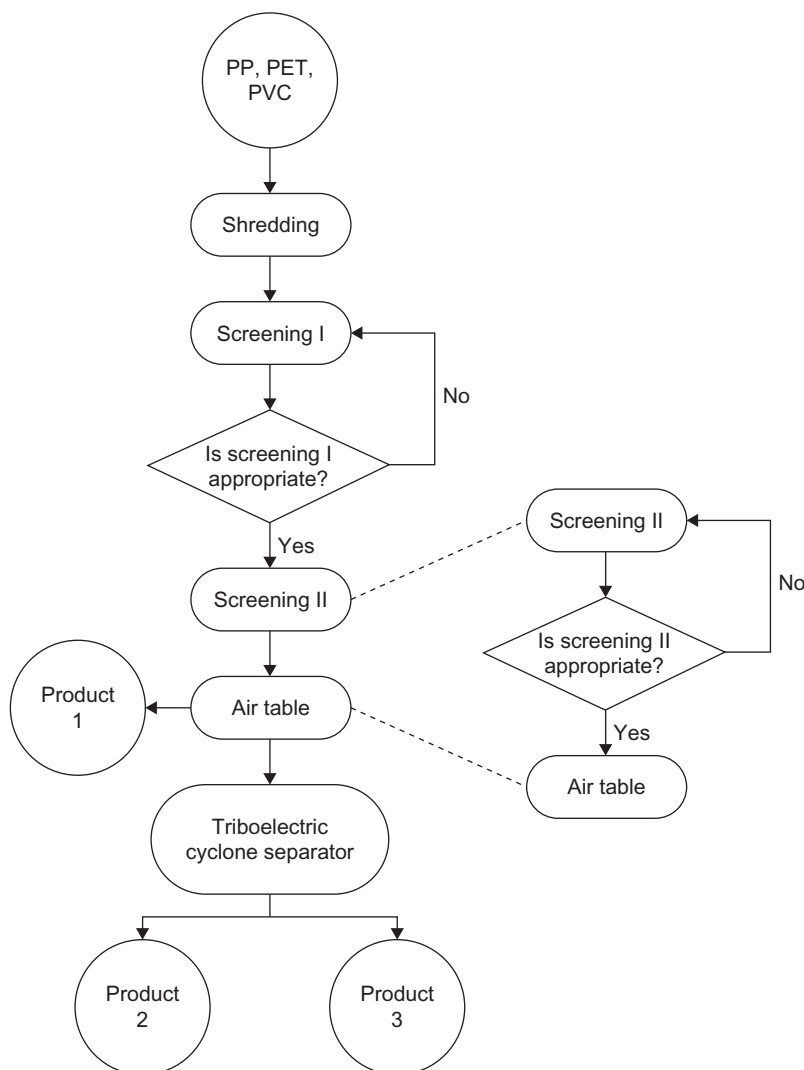 PP, PET,
PVC
Shredding
Screening I
No
Is screening I
appropriate?
Yes
Screening II
Air table
Product
1
Triboelectric
cyclone separator
Product
2
Product
3
Screening II
No
Is screening II
appropriate?
Yes
Air table